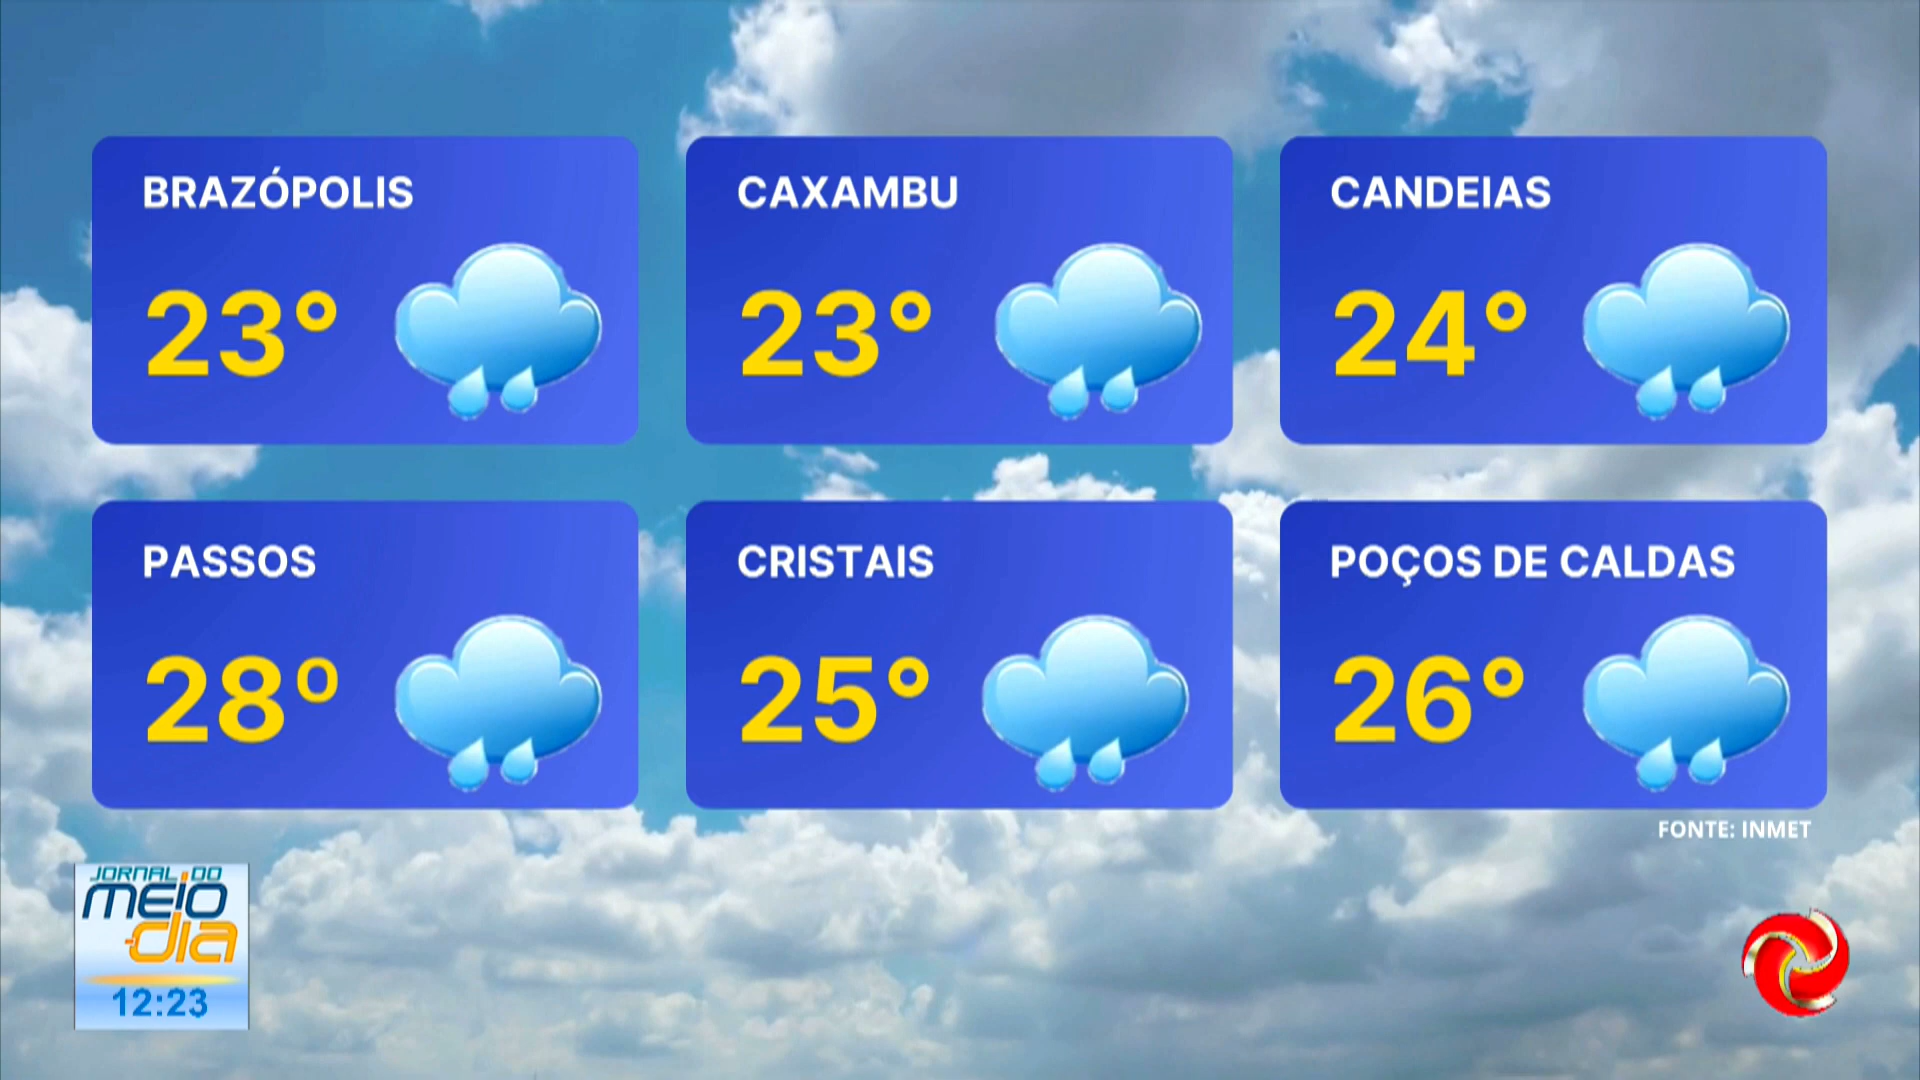 BRAZÓPOLIS
23°
CAXAMBU
23°
CANDEIAS
24°
PASSOS
28º
CRISTAIS
25°
POÇOS DE CALDAS
26°
FONTE: INMET
JORNAL DO
MEIO
DIA
12:23